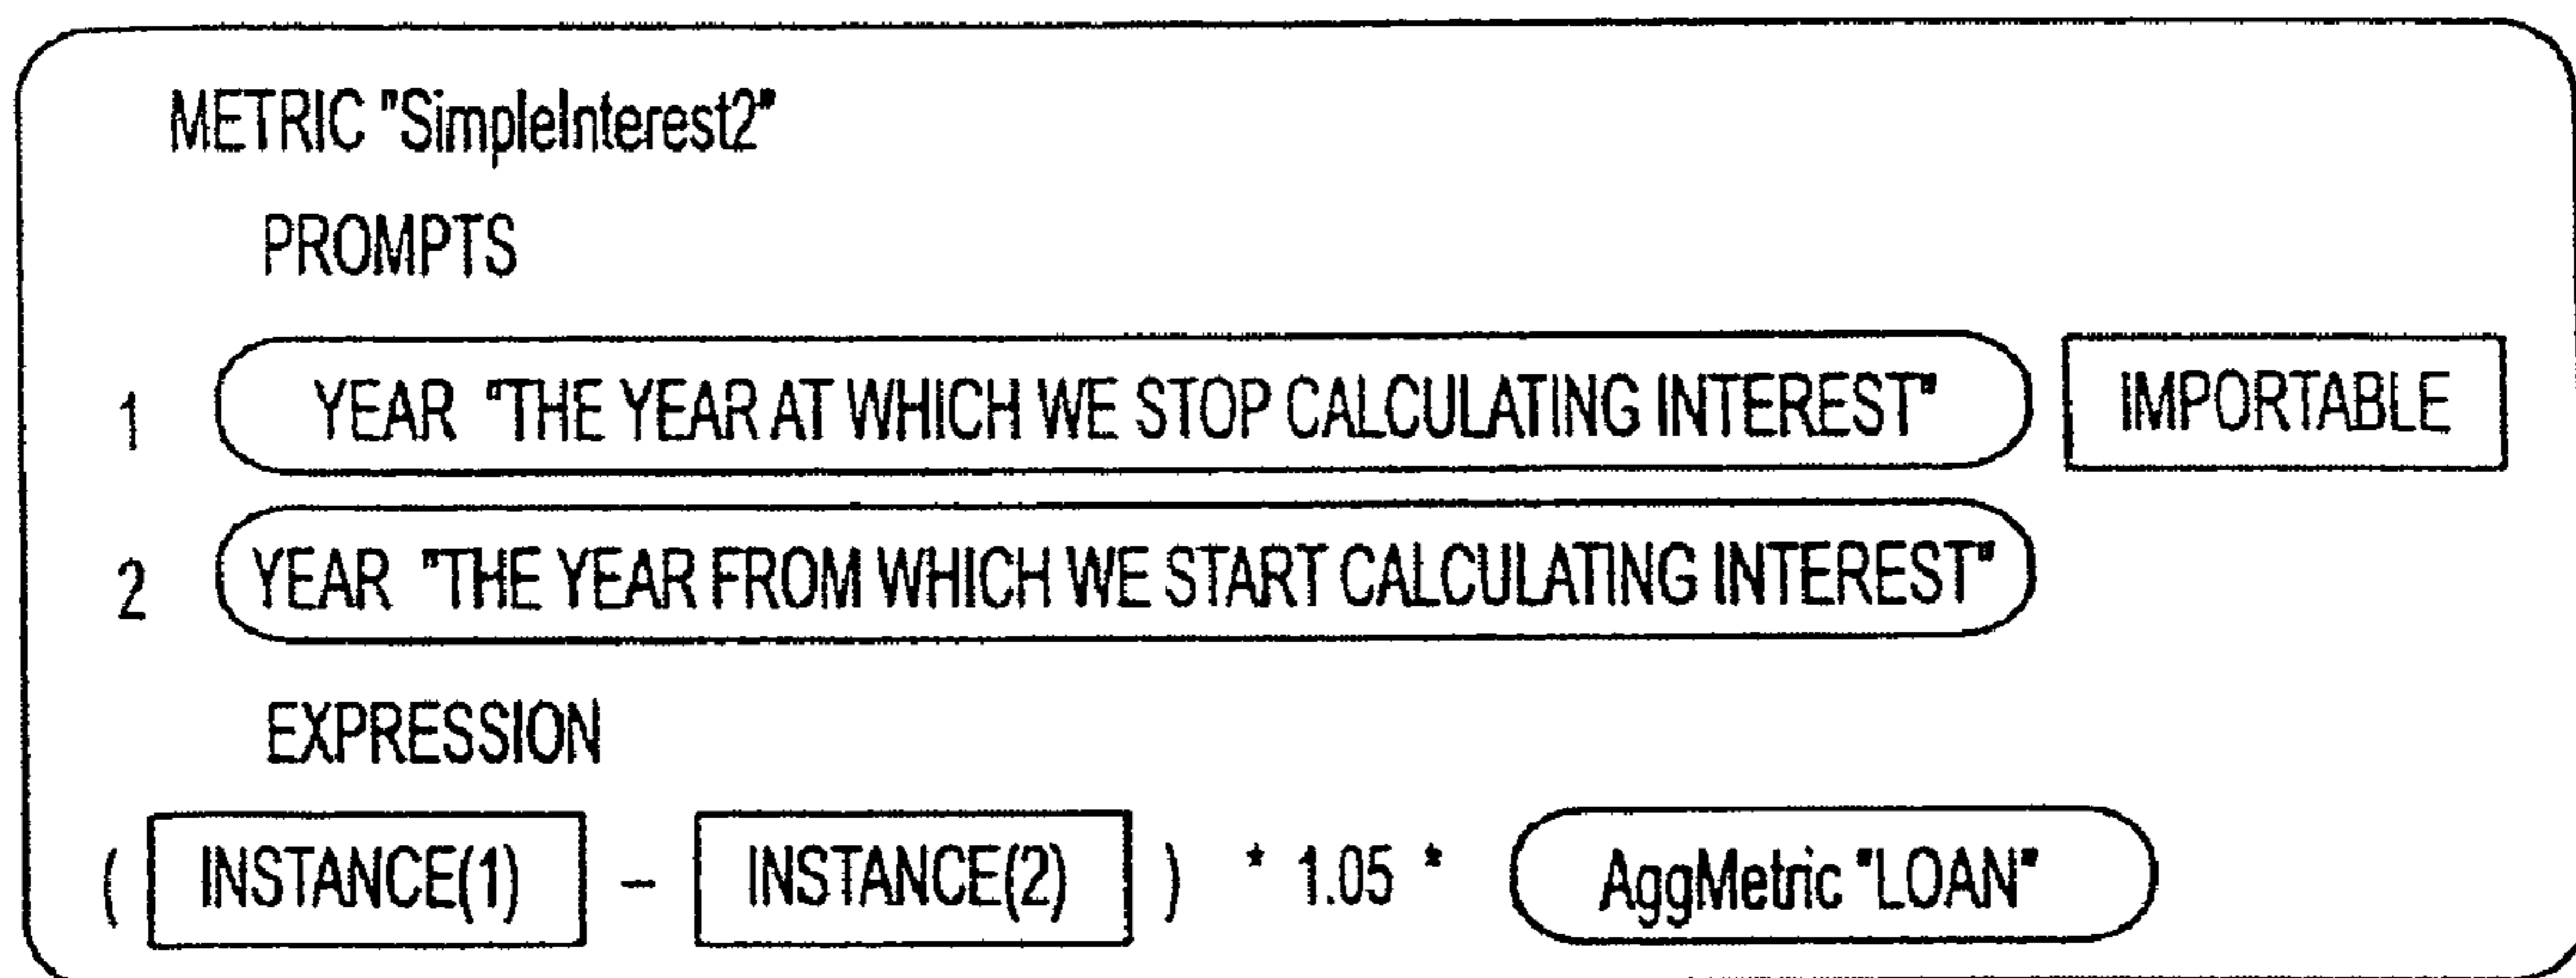 METRIC "SimpleInterest2"
PROMPTS
1 YEAR "THE YEAR AT WHICH WE STOP CALCULATING INTEREST" IMPORTABLE
2 YEAR "THE YEAR FROM WHICH WE START CALCULATING INTEREST"
EXPRESSION
( INSTANCE(1) – INSTANCE(2) ) * 1.05 * AggMetric "LOAN"